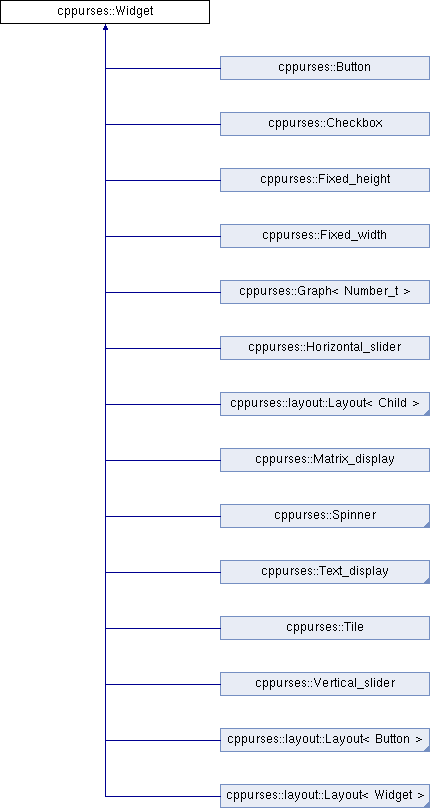 cppurses::Widget
cppurses::Button
cppurses::Checkbox
cppurses::Fixed_height
cppurses::Fixed_width
cppurses::Graph< Number_t >
cppurses::Horizontal_slider
cppurses::layout::Layout< Child >
cppurses::Matrix_display
cppurses::Spinner
cppurses::Text_display
cppurses::Tile
cppurses::Vertical_slider
cppurses::layout::Layout< Button >
cppurses::layout::Layout< Widget >